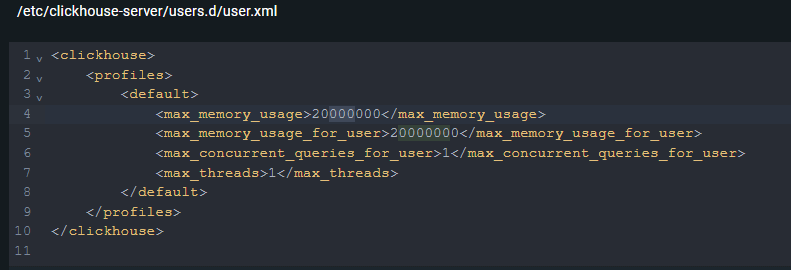 /etc/clickhouse-server/users.d/user.xml
1 <clickhouse>
2 <profiles>
3 <default>
4 <max_memory_usage>20000000</max_memory_usage>
5 <max_memory_usage_for_user>20000000</max_memory_usage_for_user>
6 <max_concurrent_queries_for_user>1</max_concurrent_queries_for_user>
7 <max_threads>1</max_threads>
8 </default>
9 </profiles>
10 </clickhouse>
11